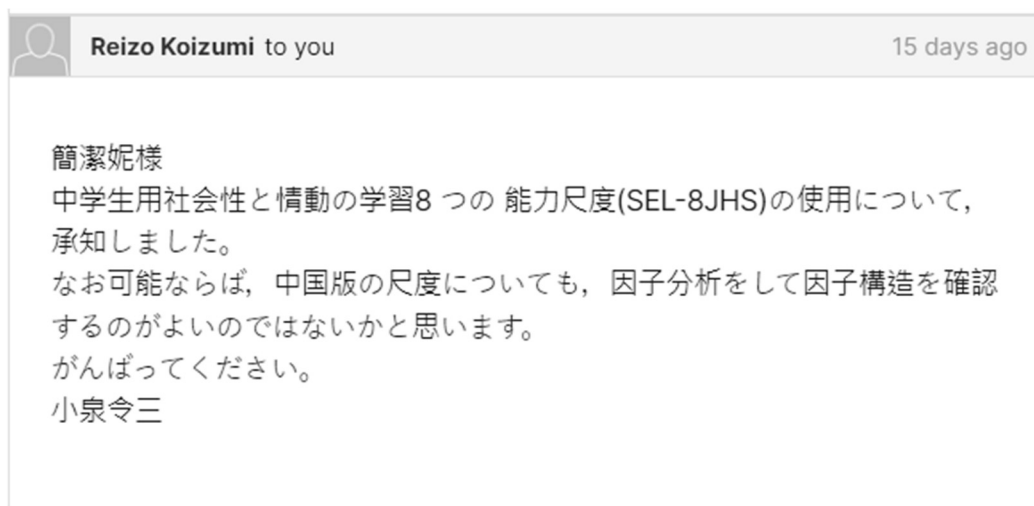 Reizo Koizumi to you 15 days ago
簡潔妮様
中学生用社会性と情動の学習8 つの 能力尺度(SEL-8JHS)の使用について，
承知しました。
なお可能ならば，中国版の尺度についても，因子分析をして因子構造を確認
するのがよいのではないかと思います。
がんばってください。
小泉令三